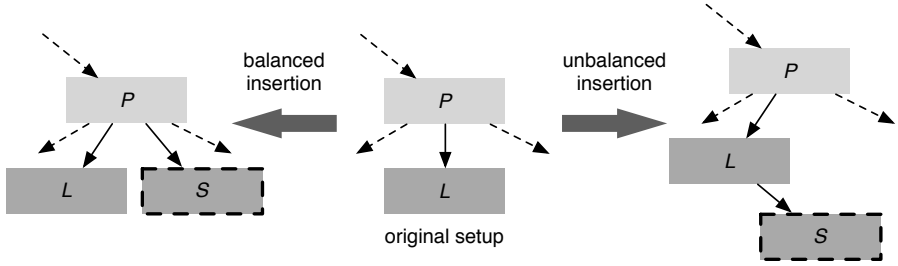 balanced
insertion
unbalanced
insertion
P
P
P
L
S
L
L
S
original setup